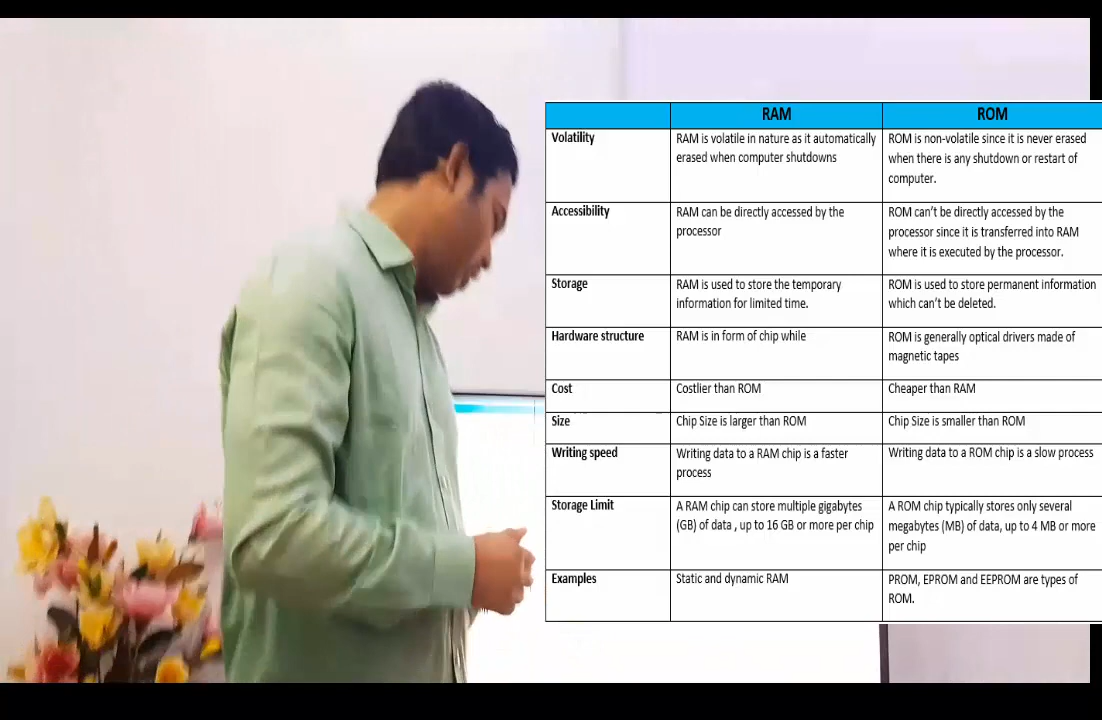 RAM ROM
Volatility RAM is volatile in nature as it automatically ROM is non-volatile since it is never erased
erased when computer shutdowns when there is any shutdown or restart of
computer.
Accessibility RAM can be directly accessed by the ROM can't be directly accessed by the
processor processor since it is transferred into RAM
where it is executed by the processor.
Storage RAM is used to store the temporary ROM is used to store permanent information
information for limited time. which can't be deleted.
Hardware structure RAM is in form of chip while ROM is generally optical drivers made of
magnetic tapes
Cost Costlier than ROM Cheaper than RAM
Size Chip Size is larger than ROM Chip Size is smaller than ROM
Writing speed Writing data to a RAM chip is a faster Writing data to a ROM chip is a slow process
process
Storage Limit A RAM chip can store multiple gigabytes A ROM chip typically stores only several
(GB) of data , up to 16 GB or more per chip megabytes (MB) of data, up to 4 MB or more
per chip
Examples Static and dynamic RAM PROM, EPROM and EEPROM are types of
ROM.